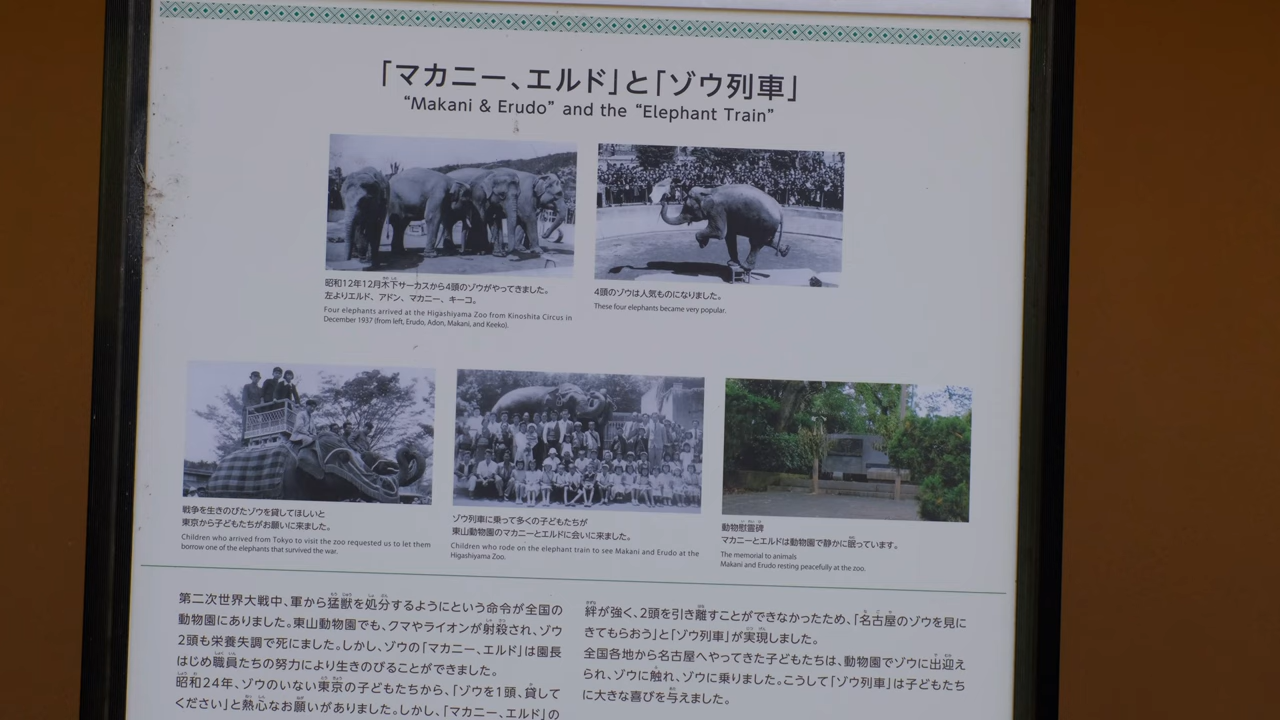 「マカニー、エルド」と「ゾウ列車」
“Makani & Erudo” and the “Elephant Train”
昭和12年12月木下サーカスから4頭のゾウがやってきました。
左よりエルド、アドン、マカニー、キーコ。
Four elephants arrived at the Higashiyama Zoo from Kinoshita Circus in
December 1937 (from left, Erudo, Adon, Makani, and Keeko).
4頭のゾウは人気ものになりました。
These four elephants became very popular.
戦争を生きのびたゾウを貸してほしいと
東京から子どもたちがお願いに来ました。
Children who arrived from Tokyo to visit the zoo requested us to let them
borrow one of the elephants that survived the war.
ゾウ列車に乗って多くの子どもたちが
東山動物園のマカニーとエルドに会いに来ました。
Children who rode on the elephant train to see Makani and Erudo at the
Higashiyama Zoo.
動物慰霊碑
マカニーとエルドは動物園で静かに眠っています。
The memorial to animals
Makani and Erudo resting peacefully at the zoo.
第二次世界大戦中、軍から猛獣を処分するようにという命令が全国の
動物園にありました。東山動物園でも、クマやライオンが射殺され、ゾウ
2頭も栄養失調で死にました。しかし、ゾウの「マカニー、エルド」は園長
はじめ職員たちの努力により生きのびることができました。
昭和24年、ゾウのいない東京の子どもたちから、「ゾウを1頭、貸して
ください」と熱心なお願いがありました。しかし、「マカニー、エルド」の
絆が強く、2頭を引き離すことができなかったため、「名古屋のゾウを見に
きてもらおう」と「ゾウ列車」が実現しました。
全国各地から名古屋へやってきた子どもたちは、動物園でゾウに出迎え
られ、ゾウに触れ、ゾウに乗りました。こうして「ゾウ列車」は子どもたち
に大きな喜びを与えました。